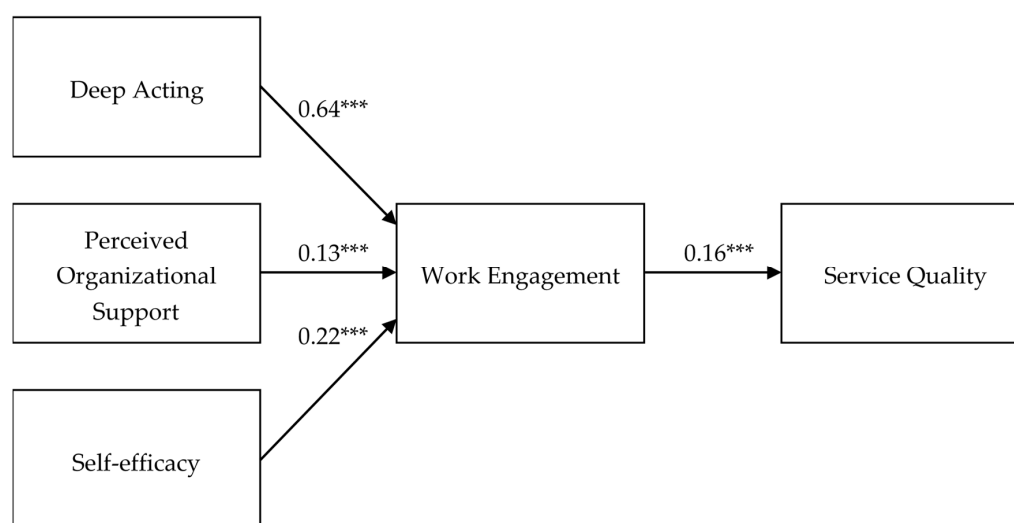 Deep Acting
0.64***
Perceived
Organizational
Support
0.13***
Work Engagement
0.16***
Service Quality
0.22***
Self-efficacy